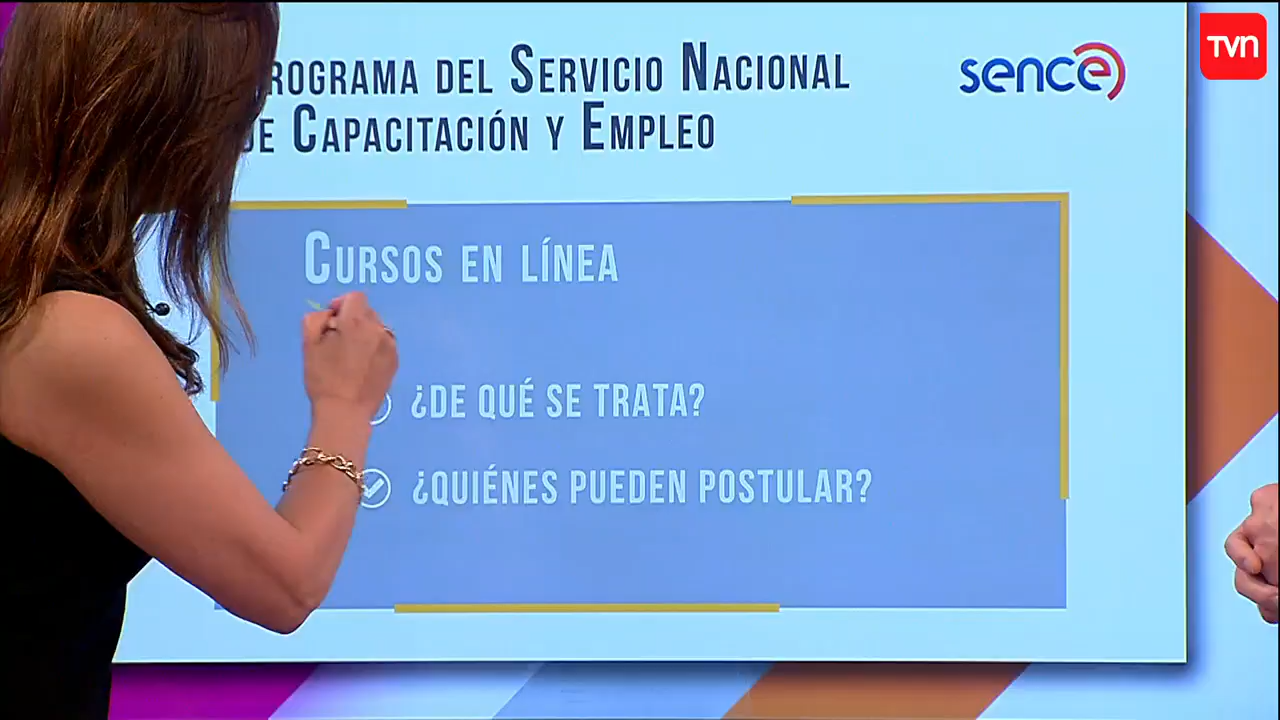 ROGRAMA DEL SERVICIO NACIONAL
DE CAPACITACIÓN Y EMPLEO
sence
TVN
CURSOS EN LÍNEA
¿DE QUÉ SE TRATA?
¿QUIÉNES PUEDEN POSTULAR?